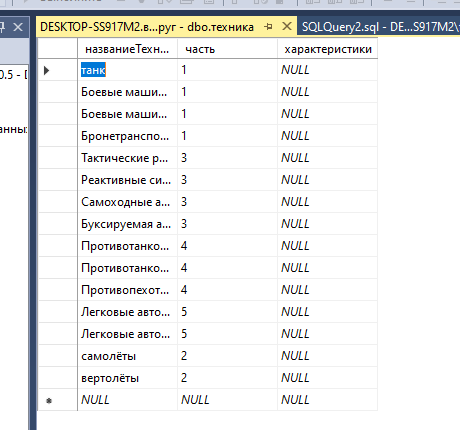 DESKTOP-SS917M2.в...руг - dbo.техника SQLQuery2.sql - DE...S917M2\
названиеТехн... часть характеристики
0.5 - D
танк 1 NULL
Боевые маши... 1 NULL
Боевые маши... 1 NULL
анных
Бронетранспо... 1 NULL
Тактические р... 3 NULL
Реактивные си... 3 NULL
Самоходные а... 3 NULL
Буксируемая а... 3 NULL
Противотанко... 4 NULL
Противотанко... 4 NULL
Противопехот... 4 NULL
Легковые авто... 5 NULL
Легковые авто... 5 NULL
самолёты 2 NULL
вертолёты 2 NULL
NULL NULL NULL